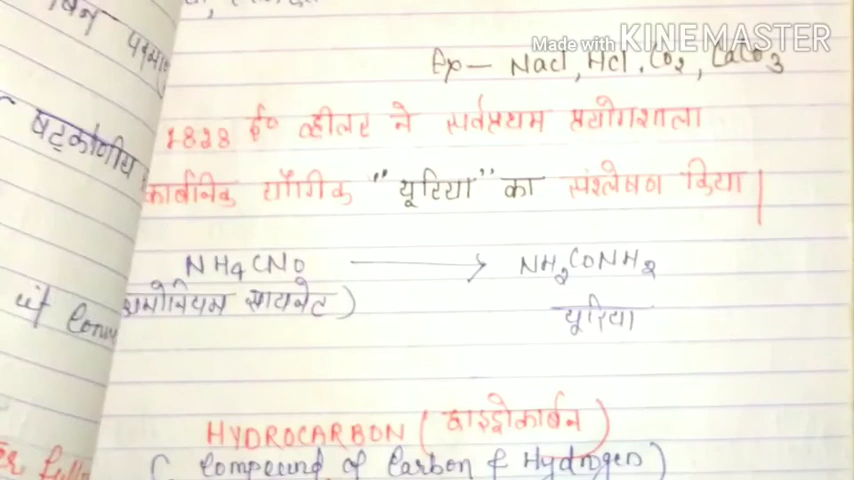 Made with KINEMASTER
Ex- Nacl, Hcl, Co2, CaCo3
1828 ई० व्हीलर ने सर्वप्रथम प्रयोगशाला
कार्बनिक यौगिक "यूरिया" का संश्लेषण किया|
षट्कोणीय
NH4CNO → NH2CONH2
अमोनियम सायनेट)
यूरिया
it
HYDROCARBON (हाइड्रोकार्बन)
( Compound of Carbon & Hydrogen)